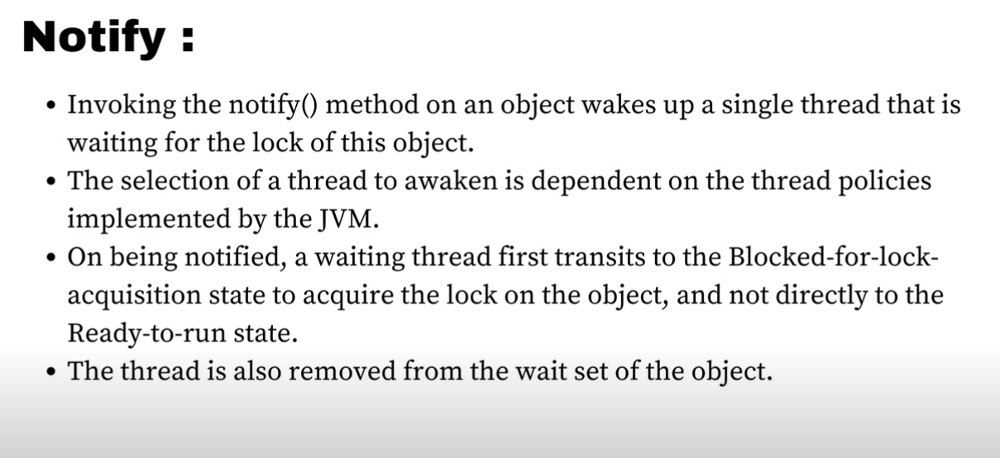 Notify :
• Invoking the notify() method on an object wakes up a single thread that is
waiting for the lock of this object.
• The selection of a thread to awaken is dependent on the thread policies
implemented by the JVM.
• On being notified, a waiting thread first transits to the Blocked-for-lock-
acquisition state to acquire the lock on the object, and not directly to the
Ready-to-run state.
• The thread is also removed from the wait set of the object.